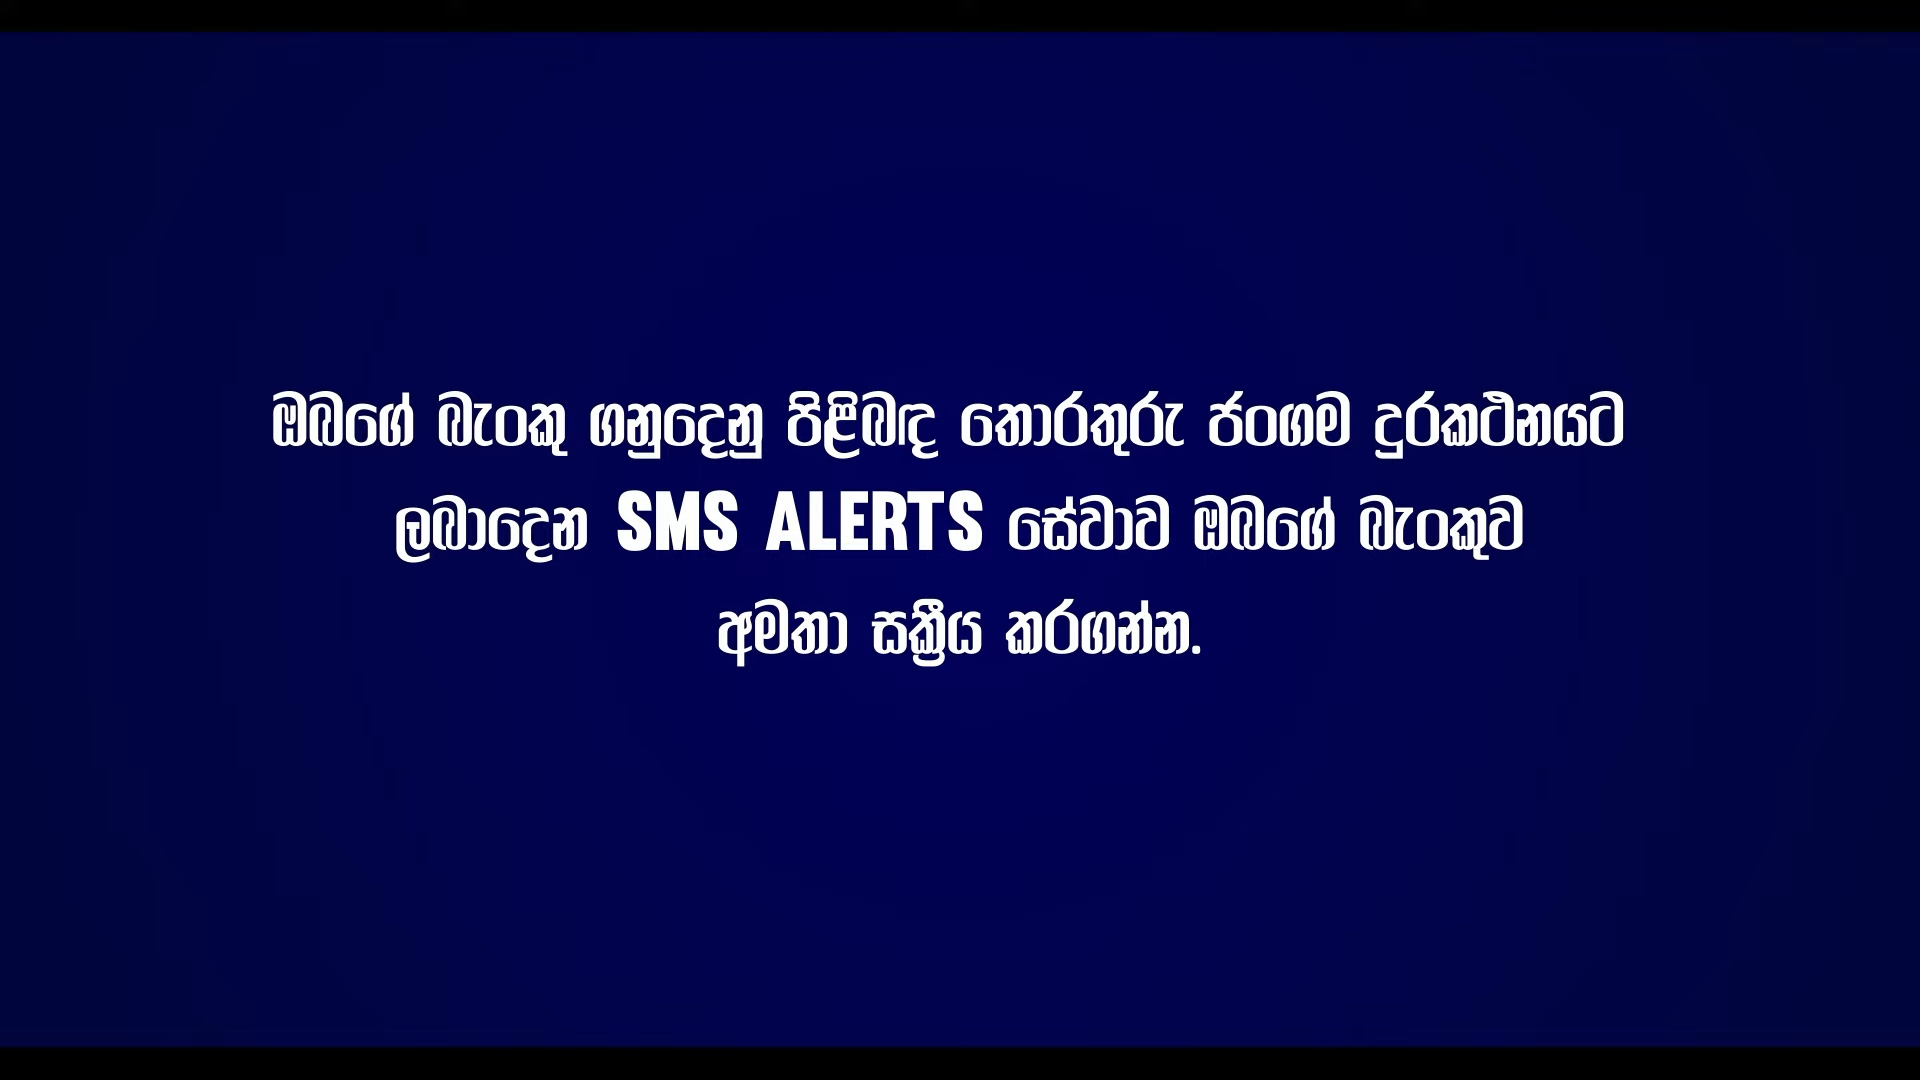 ඔබගේ බැංකු ගනුදෙනු පිළිබඳ තොරතුරු ජංගම දුරකථනයට
ලබාදෙන SMS ALERTS සේවාව ඔබගේ බැංකුව
අමතා සක්‍රීය කරගන්න.